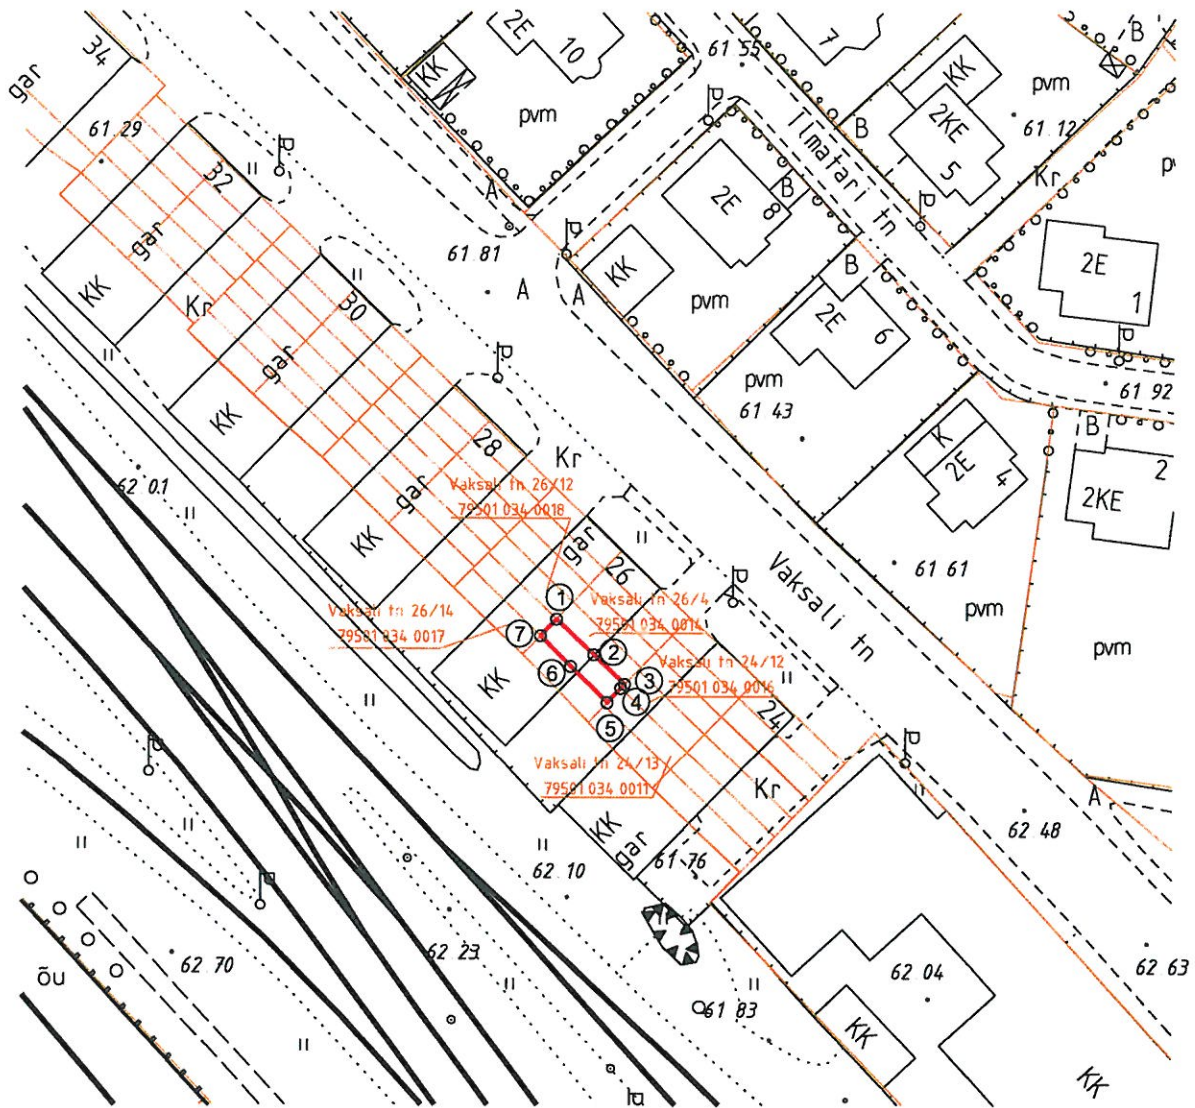 34
2E
10
61 55
7
B
gar
KK
KK
pvm
pvm
61 29
2KE
61 12
B
5
Kr
32
A
B
2E
8
Ilmatari tn
gar
61 81
KK
2E
KK
A
A
pvm
B
1
Kr
30
2E
6
gar
pvm
61 92
61 43
KK
28
Kr
K
B
2
2E
4
2KE
62 01
gar
Vaksali tn 26/12
79501 034 0018
KK
gar
26
Vaksali tn
61 61
pvm
Vaksali tn 26/14
79501 034 0017
1
Vaksali tn 26/4
79501 034 0014
7
2
pvm
6
Vaksali tn 24/12
79501 034 0016
3
4
KK
5
24
Vaksali tn 24/13
79501 034 0011
Kr
A
KK
gar
61 76
62 48
62 10
62 23
62 70
õu
62 04
62 63
61 83
KK
KK